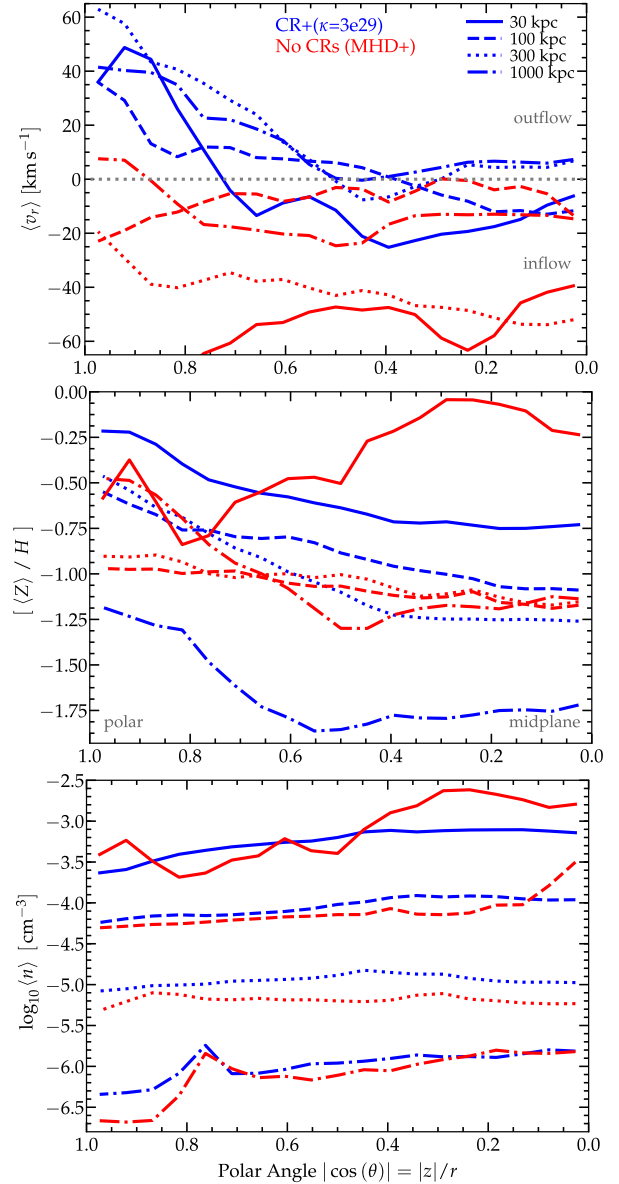 CR+(κ=3e29)
No CRs (MHD+)
30 kpc
100 kpc
300 kpc
1000 kpc
outflow
inflow
⟨v_r⟩ [km s⁻¹]
60
40
20
0
−20
−40
−60
1.0 0.8 0.6 0.4 0.2 0.0
[ ⟨Z⟩ / H ]
0.00
−0.25
−0.50
−0.75
−1.00
−1.25
−1.50
−1.75
polar midplane
1.0 0.8 0.6 0.4 0.2 0.0
log₁₀ ⟨n⟩ [cm⁻³]
−2.5
−3.0
−3.5
−4.0
−4.5
−5.0
−5.5
−6.0
−6.5
1.0 0.8 0.6 0.4 0.2 0.0
Polar Angle |cos (θ)| = |z|/r